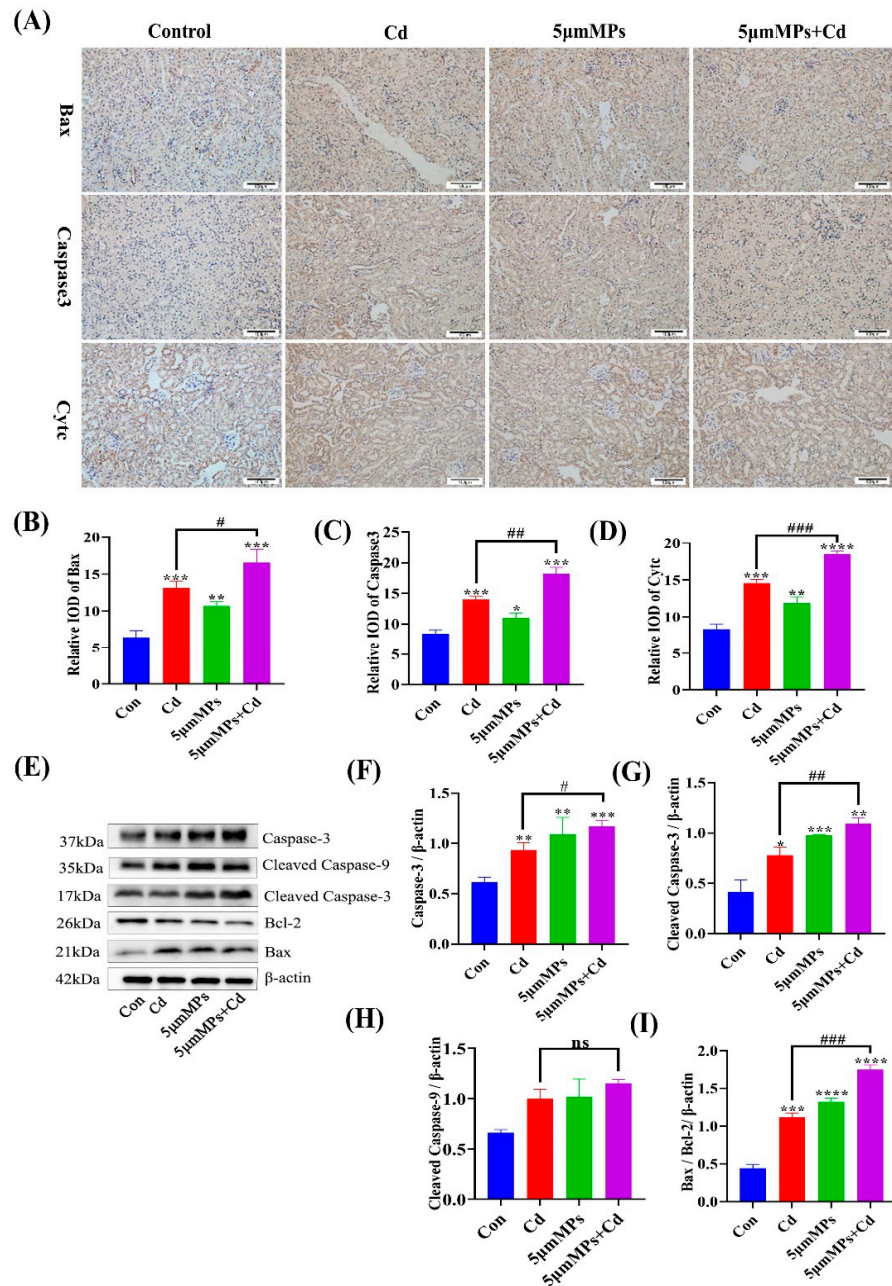 (A)
Control Cd 5μmMPs 5μmMPs+Cd
Bax
Caspase3
Cytc
(B)
#
***
**
***
20
15
10
5
0
Relative IOD of Bax
Con Cd 5μmMPs 5μmMPs+Cd
(C)
##
***
*
***
25
20
15
10
5
0
Relative IOD of Caspase3
Con Cd 5μmMPs 5μmMPs+Cd
(D)
###
***
**
****
20
15
10
5
0
Relative IOD of Cytc
Con Cd 5μmMPs 5μmMPs+Cd
(E)
37kDa Caspase-3
35kDa Cleaved Caspase-9
17kDa Cleaved Caspase-3
26kDa Bcl-2
21kDa Bax
42kDa β-actin
Con Cd 5μmMPs 5μmMPs+Cd
(F)
#
**
**
***
1.5
1.0
0.5
0.0
Caspase-3 / β-actin
Con Cd 5μmMPs 5μmMPs+Cd
(G)
##
*
***
**
1.5
1.0
0.5
0.0
Cleaved Caspase-3 / β-actin
Con Cd 5μmMPs 5μmMPs+Cd
(H)
ns
1.5
1.0
0.5
0.0
Cleaved Caspase-9 / β-actin
Con Cd 5μmMPs 5μmMPs+Cd
(I)
###
***
****
****
2.0
1.5
1.0
0.5
0.0
Bax / Bcl-2/ β-actin
Con Cd 5μmMPs 5μmMPs+Cd